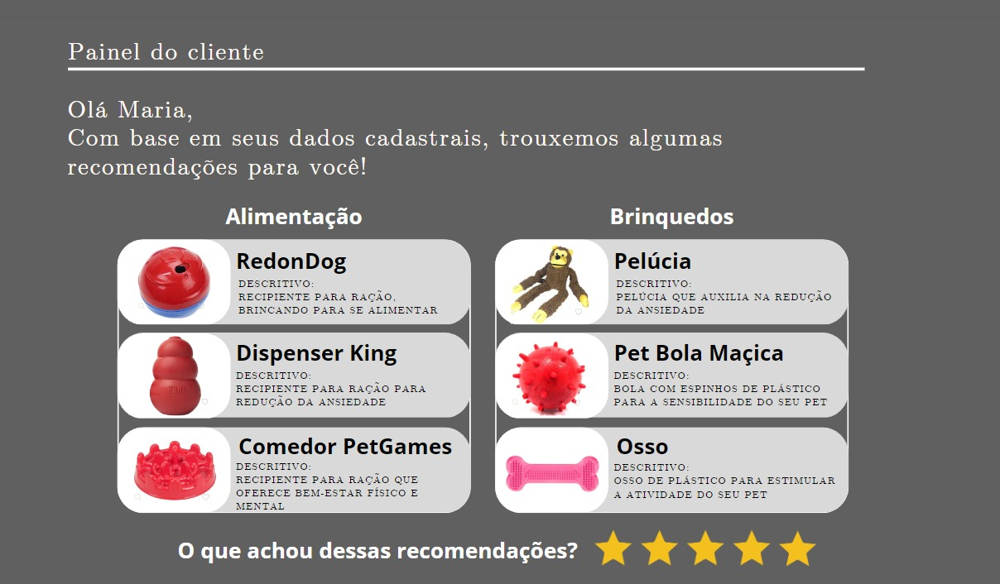 Painel do cliente
Olá Maria,
Com base em seus dados cadastrais, trouxemos algumas
recomendações para você!
Alimentação
RedonDog
DESCRITIVO:
RECIPIENTE PARA RAÇÃO,
BRINCANDO PARA SE ALIMENTAR
Dispenser King
DESCRITIVO:
RECIPIENTE PARA RAÇÃO PARA
REDUÇÃO DA ANSIEDADE
Comedor PetGames
DESCRITIVO:
RECIPIENTE PARA RAÇÃO QUE
OFERECE BEM-ESTAR FÍSICO E
MENTAL
Brinquedos
Pelúcia
DESCRITIVO:
PELÚCIA QUE AUXILIA NA REDUÇÃO
DA ANSIEDADE
Pet Bola Maçica
DESCRITIVO:
BOLA COM ESPINHOS DE PLÁSTICO
PARA A SENSIBILIDADE DO SEU PET
Osso
DESCRITIVO:
OSSO DE PLÁSTICO PARA ESTIMULAR
A ATIVIDADE DO SEU PET
O que achou dessas recomendações?